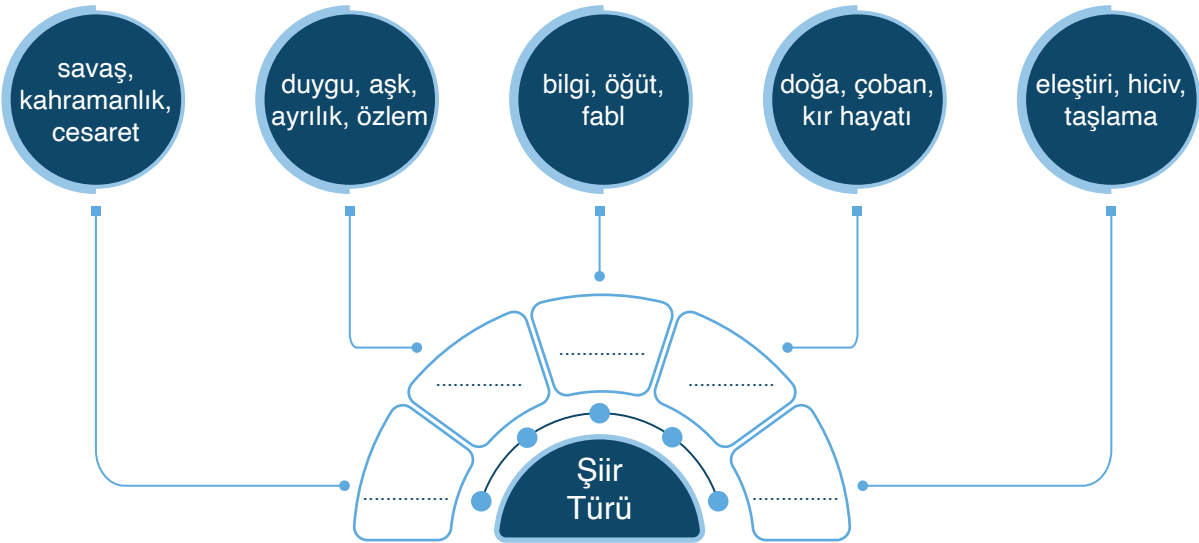 savaş,
kahramanlık,
cesaret
duygu, aşk,
ayrılık, özlem
bilgi, öğüt,
fabl
doğa, çoban,
kır hayatı
eleştiri, hiciv,
taşlama
Şiir
Türü